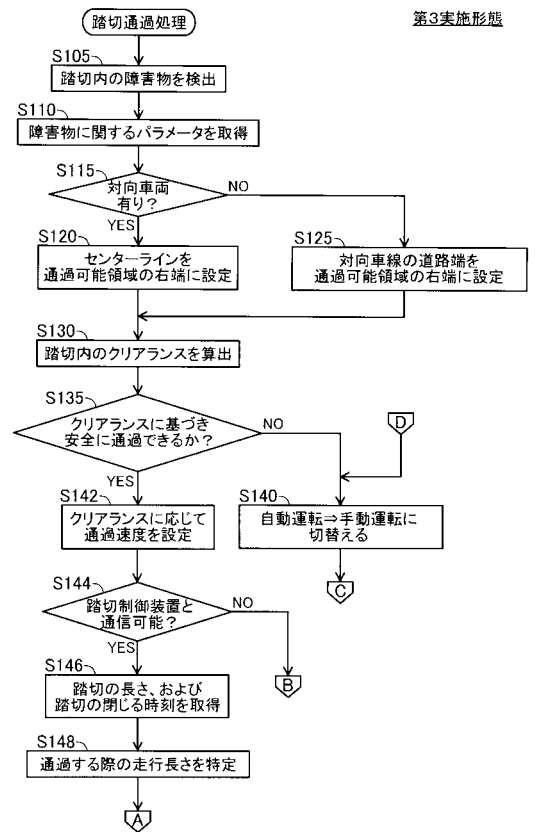 第3実施形態
踏切通過処理
S105
踏切内の障害物を検出
S110
障害物に関するパラメータを取得
S115
対向車両
有り？
NO
YES
S120
センターラインを
通過可能領域の右端に設定
S125
対向車線の道路端を
通過可能領域の右端に設定
S130
踏切内のクリアランスを算出
S135
クリアランスに基づき
安全に通過できるか？
NO
D
YES
S142
クリアランスに応じて
通過速度を設定
S140
自動運転⇒手動運転に
切替える
C
S144
踏切制御装置と
通信可能？
NO
B
YES
S146
踏切の長さ、および
踏切の閉じる時刻を取得
S148
通過する際の走行長さを特定
A